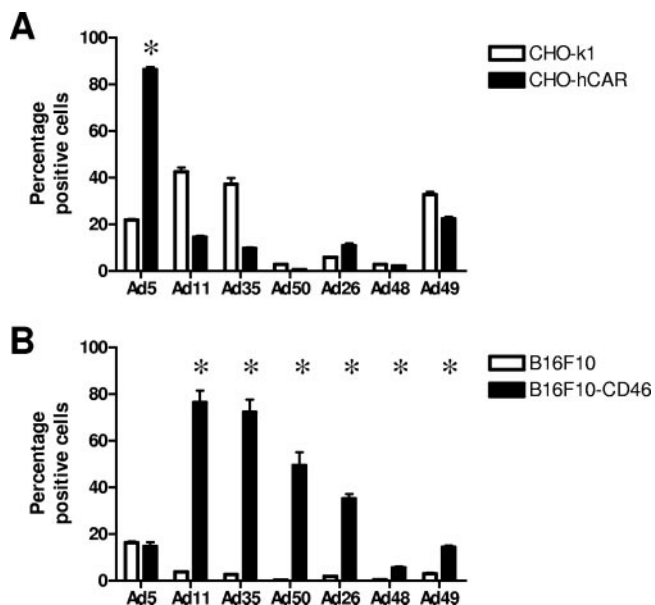 A
Percentage
positive cells
100
80
60
40
20
0
*
Ad5 Ad11 Ad35 Ad50 Ad26 Ad48 Ad49
CHO-k1
CHO-hCAR
B
Percentage
positive cells
100
80
60
40
20
0
* * * * * *
Ad5 Ad11 Ad35 Ad50 Ad26 Ad48 Ad49
B16F10
B16F10-CD46